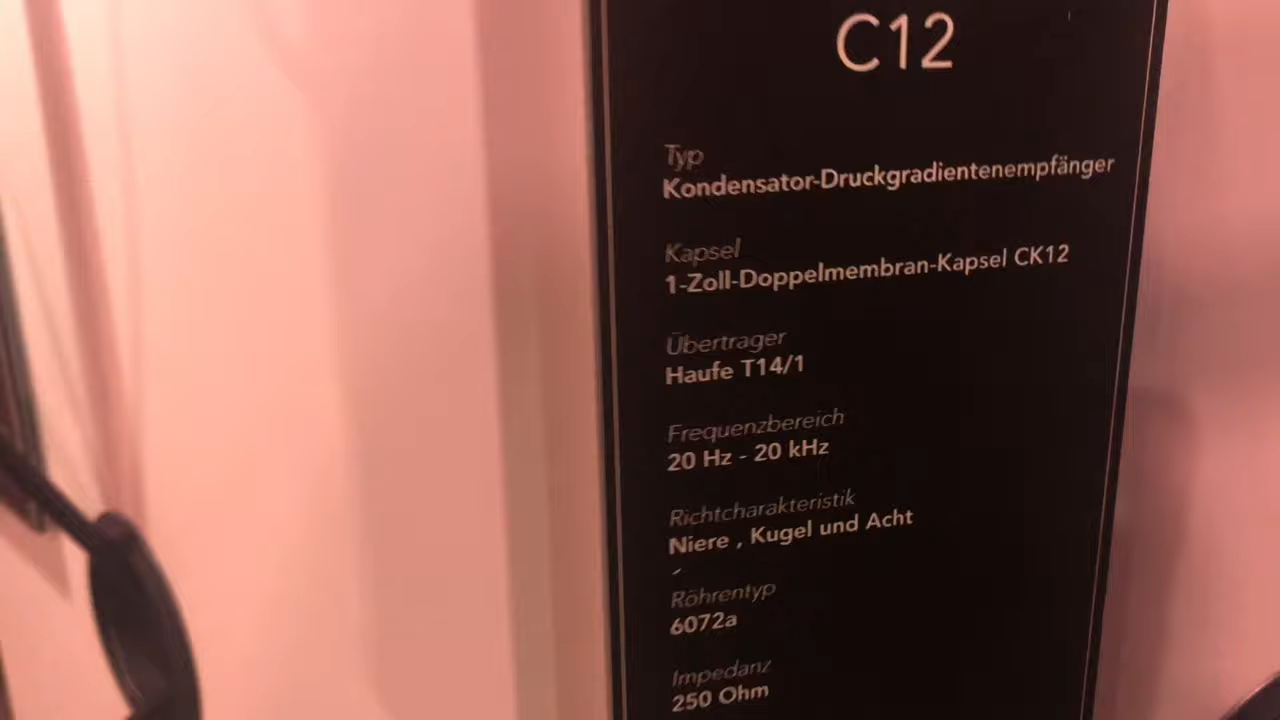 C12
Typ
Kondensator-Druckgradientenempfänger
Kapsel
1-Zoll-Doppelmembran-Kapsel CK12
Übertrager
Haufe T14/1
Frequenzbereich
20 Hz - 20 kHz
Richtcharakteristik
Niere , Kugel und Acht
Röhrentyp
6072a
Impedanz
250 Ohm